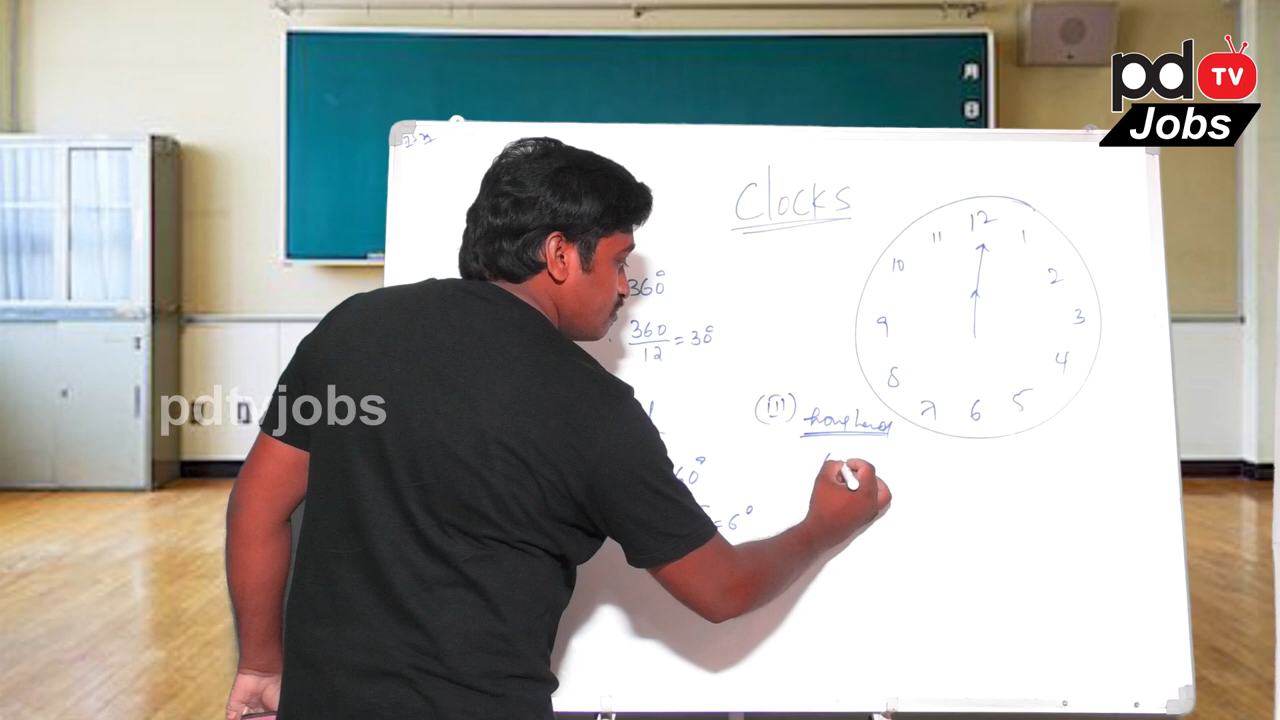 pd TV
Jobs
Clocks
360°
360/12 = 30°
60°
= 6°
(III) hour hand
12
11
1
10
2
9
3
8
4
7
6
5
pdtvjobs